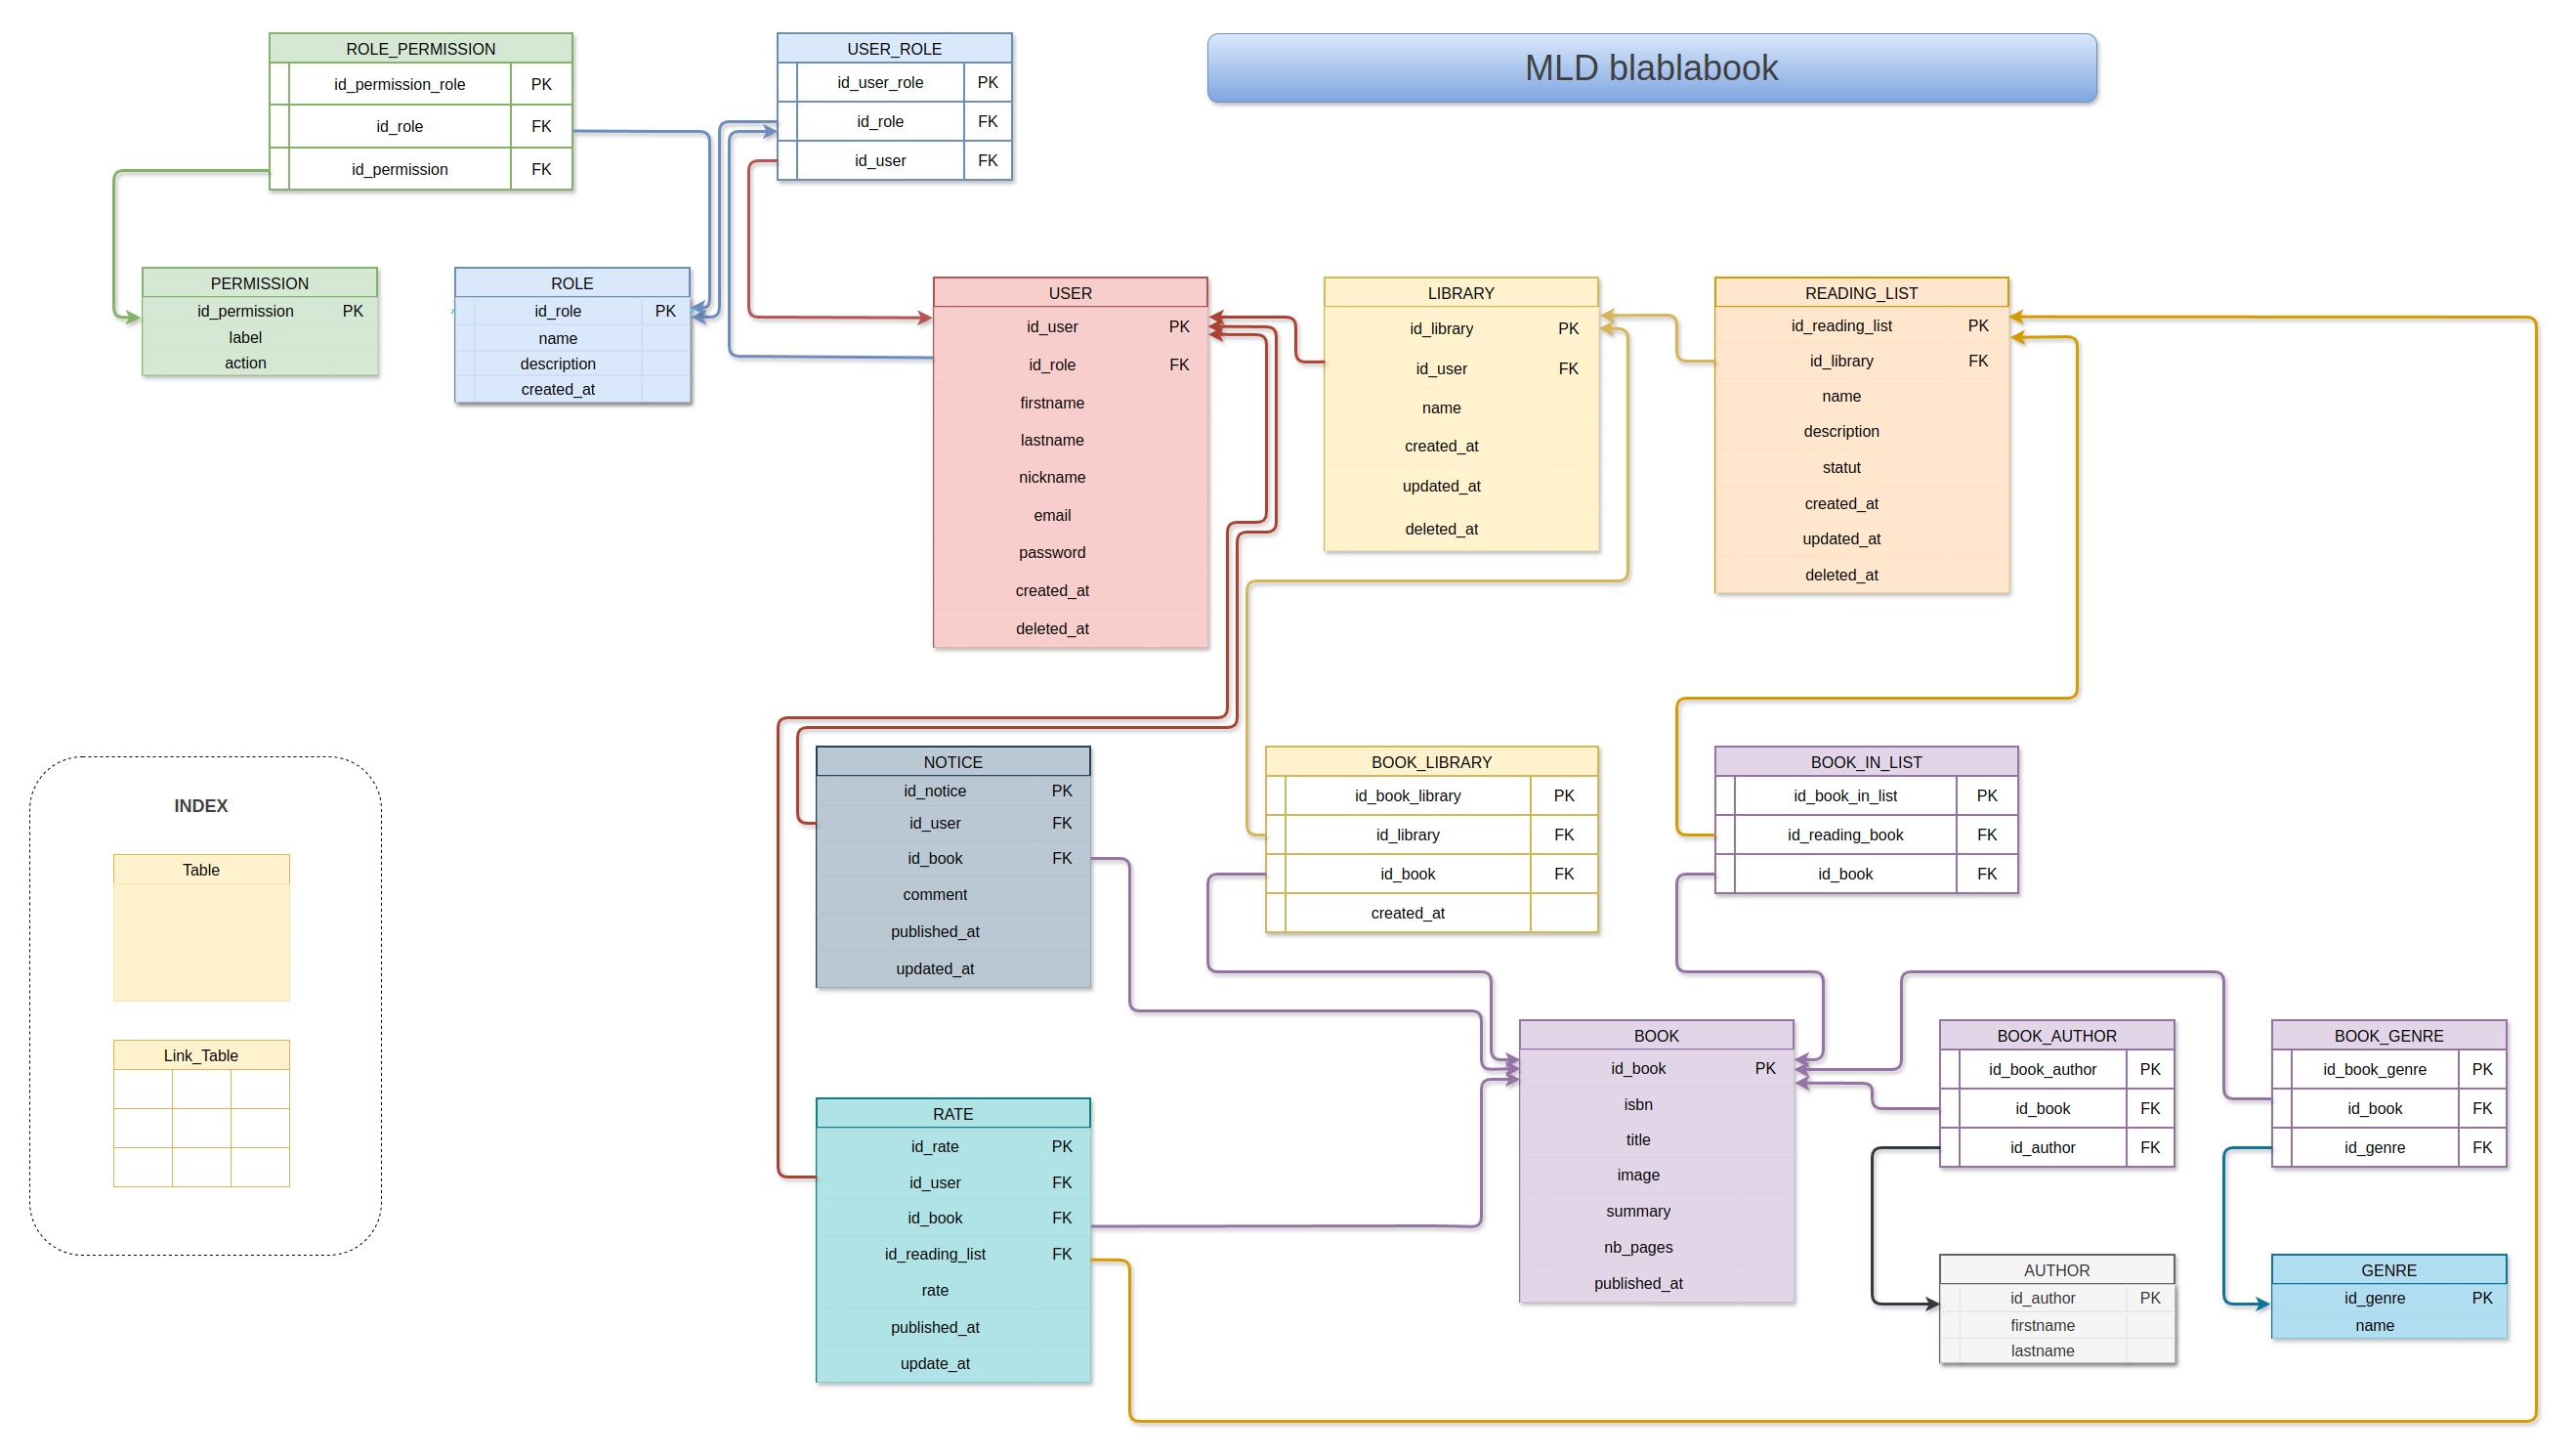 MLD blablabook
ROLE_PERMISSION
id_permission_role PK
id_role FK
id_permission FK
USER_ROLE
id_user_role PK
id_role FK
id_user FK
PERMISSION
id_permission PK
label
action
ROLE
id_role PK
name
description
created_at
USER
id_user PK
id_role FK
firstname
lastname
nickname
email
password
created_at
deleted_at
LIBRARY
id_library PK
id_user FK
name
created_at
updated_at
deleted_at
READING_LIST
id_reading_list PK
id_library FK
name
description
statut
created_at
updated_at
deleted_at
INDEX
Table
Link_Table
NOTICE
id_notice PK
id_user FK
id_book FK
comment
published_at
updated_at
BOOK_LIBRARY
id_book_library PK
id_library FK
id_book FK
created_at
BOOK_IN_LIST
id_book_in_list PK
id_reading_book FK
id_book FK
RATE
id_rate PK
id_user FK
id_book FK
id_reading_list FK
rate
published_at
update_at
BOOK
id_book PK
isbn
title
image
summary
nb_pages
published_at
BOOK_AUTHOR
id_book_author PK
id_book FK
id_author FK
BOOK_GENRE
id_book_genre PK
id_book FK
id_genre FK
AUTHOR
id_author PK
firstname
lastname
GENRE
id_genre PK
name